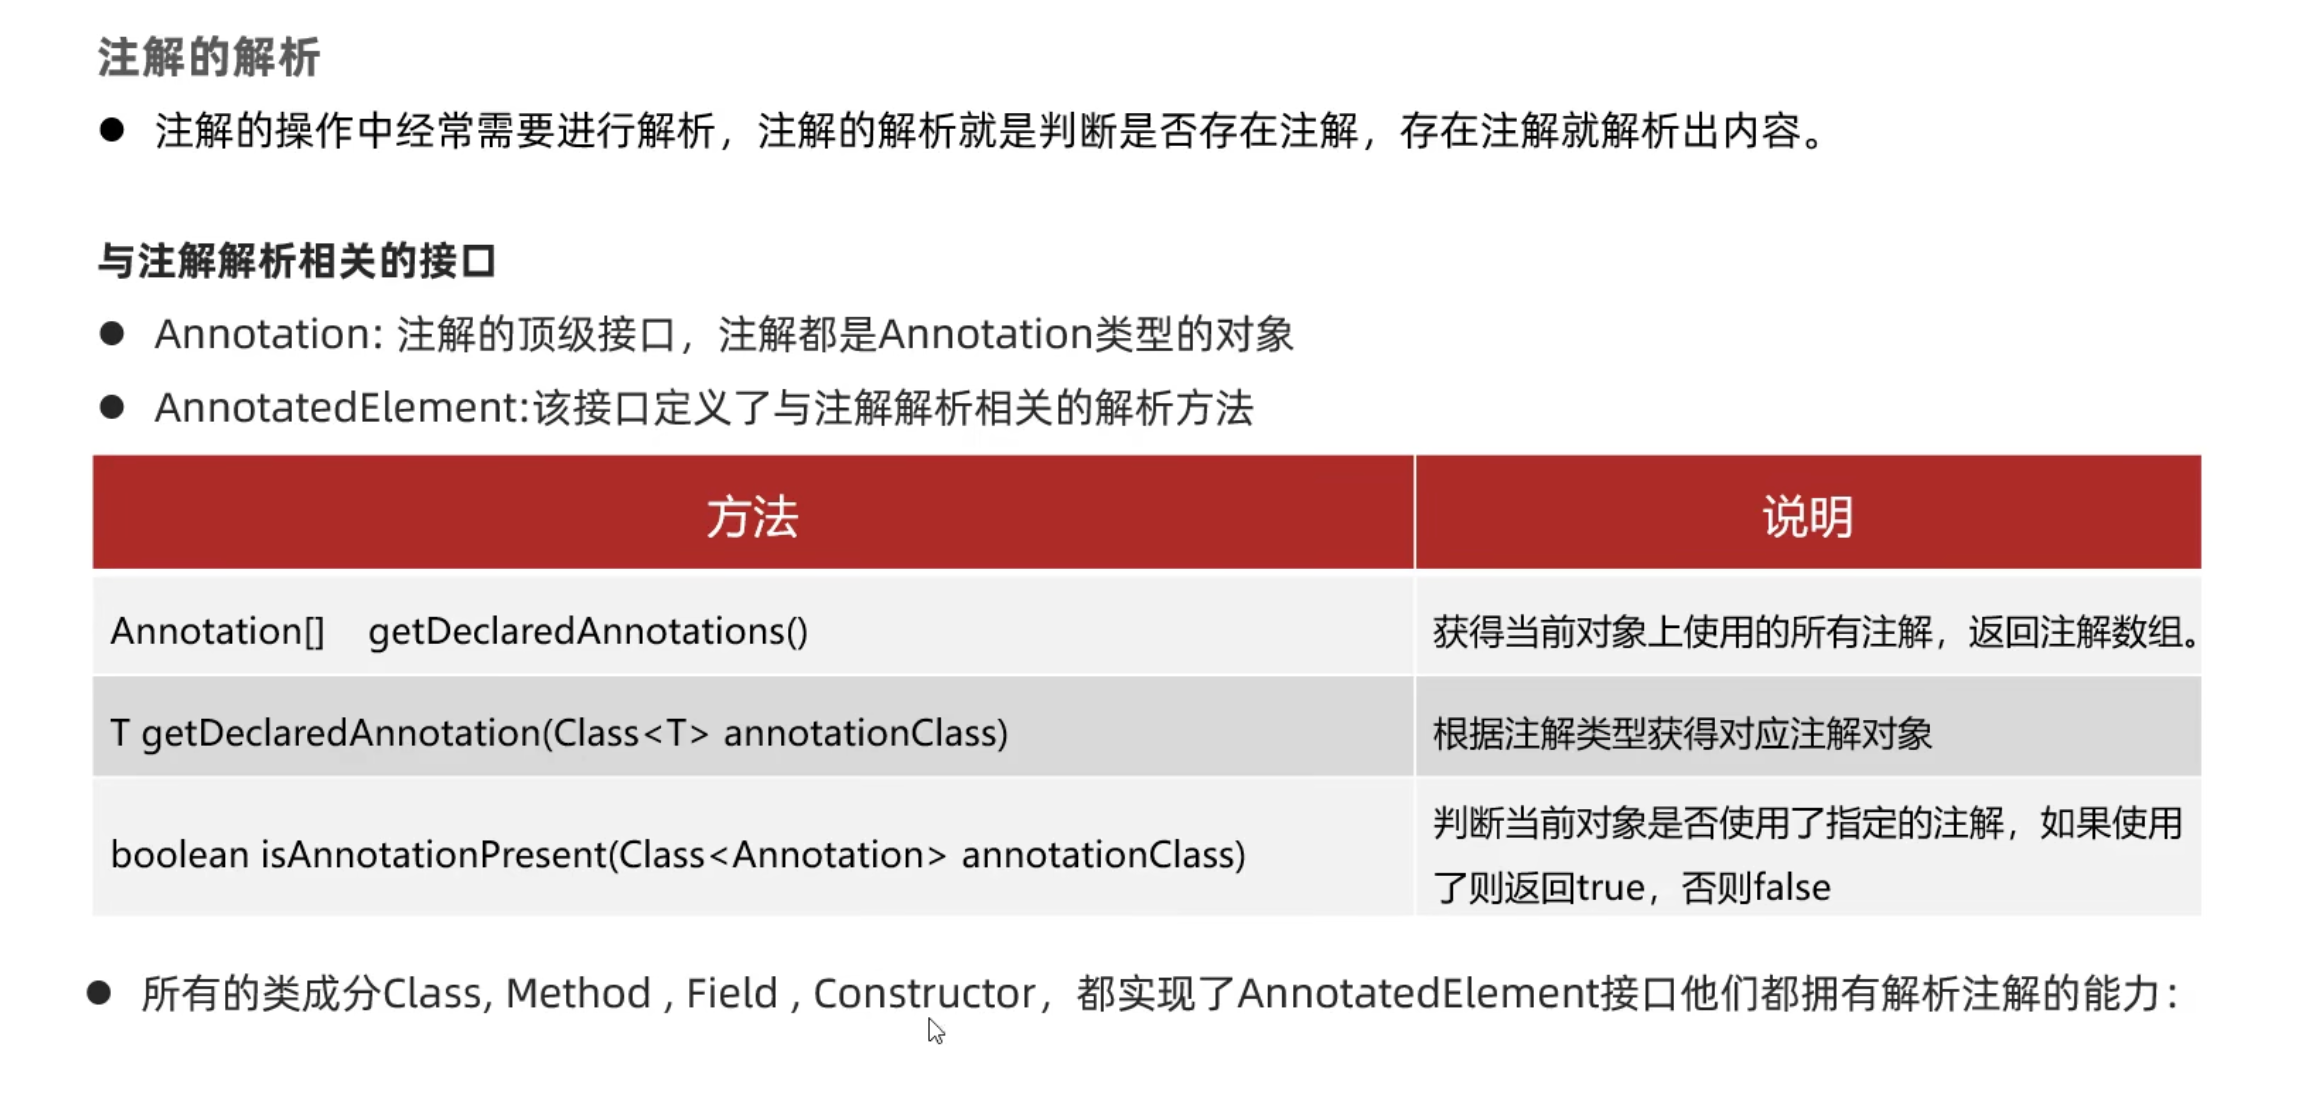 注解的解析
● 注解的操作中经常需要进行解析，注解的解析就是判断是否存在注解，存在注解就解析出内容。
与注解解析相关的接口
● Annotation: 注解的顶级接口，注解都是Annotation类型的对象
● AnnotatedElement:该接口定义了与注解解析相关的解析方法
方法 说明
Annotation[] getDeclaredAnnotations() 获得当前对象上使用的所有注解，返回注解数组。
T getDeclaredAnnotation(Class<T> annotationClass) 根据注解类型获得对应注解对象
boolean isAnnotationPresent(Class<Annotation> annotationClass) 判断当前对象是否使用了指定的注解，如果使用
了则返回true，否则false
● 所有的类成分Class, Method , Field , Constructor，都实现了AnnotatedElement接口他们都拥有解析注解的能力：